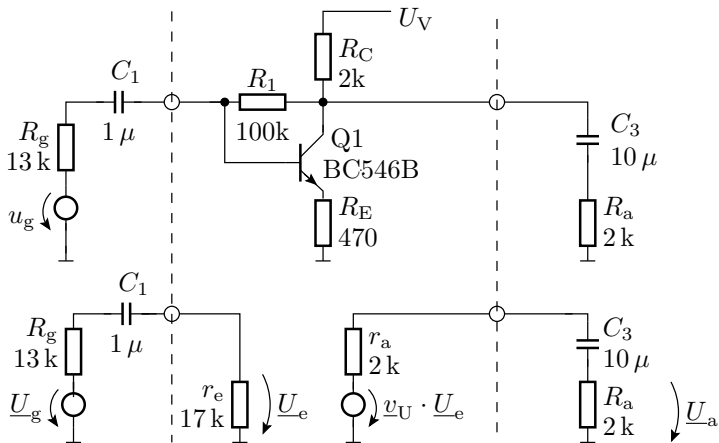 U_V
R_C
2k
C_1
1 μ
R_1
100k
Q1
BC546B
R_g
13 k
u_g
R_E
470
C_3
10 μ
R_a
2 k
C_1
1 μ
R_g
13 k
U_g
r_e
17 k
U_e
r_a
2 k
v_U · U_e
C_3
10 μ
R_a
2 k
U_a